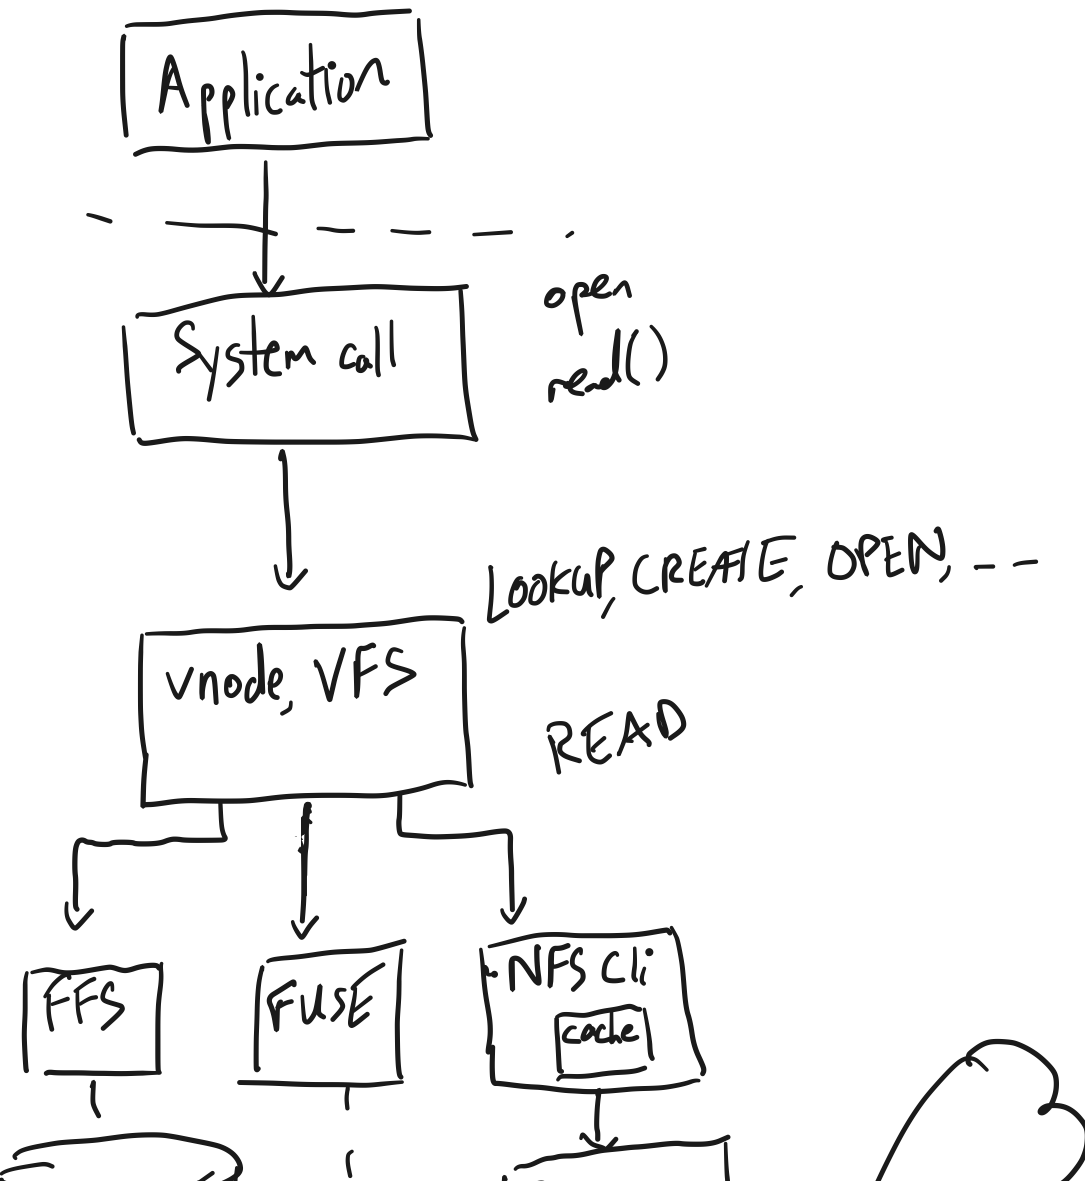 Application
open
System call
read()
LOOKUP, CREATE, OPEN, ---
vnode, VFS
READ
FFS
FUSE
NFS Cli
cache